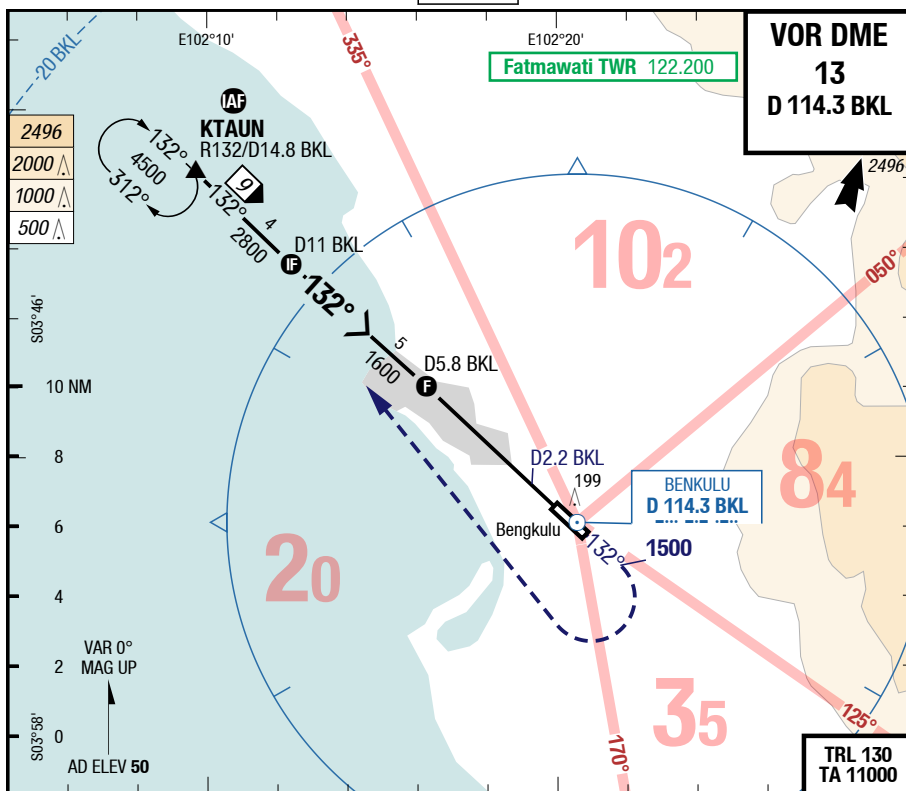 E102°10'
E102°20'
335°
Fatmawati TWR 122.200
VOR DME
13
D 114.3 BKL
-20 BKL
IAF
KTAUN
R132/D14.8 BKL
2496
2000
1000
500
132°
4500
312°
9
132°
4
2800
D11 BKL
IF
132°
2496
102
050°
S03°46'
5
1600
D5.8 BKL
F
10 NM
8
84
D2.2 BKL
199
BENKULU
D 114.3 BKL
6
Bengkulu
132°
1500
20
4
VAR 0°
MAG UP
2
35
S03°58'
0
170°
125°
AD ELEV 50
TRL 130
TA 11000